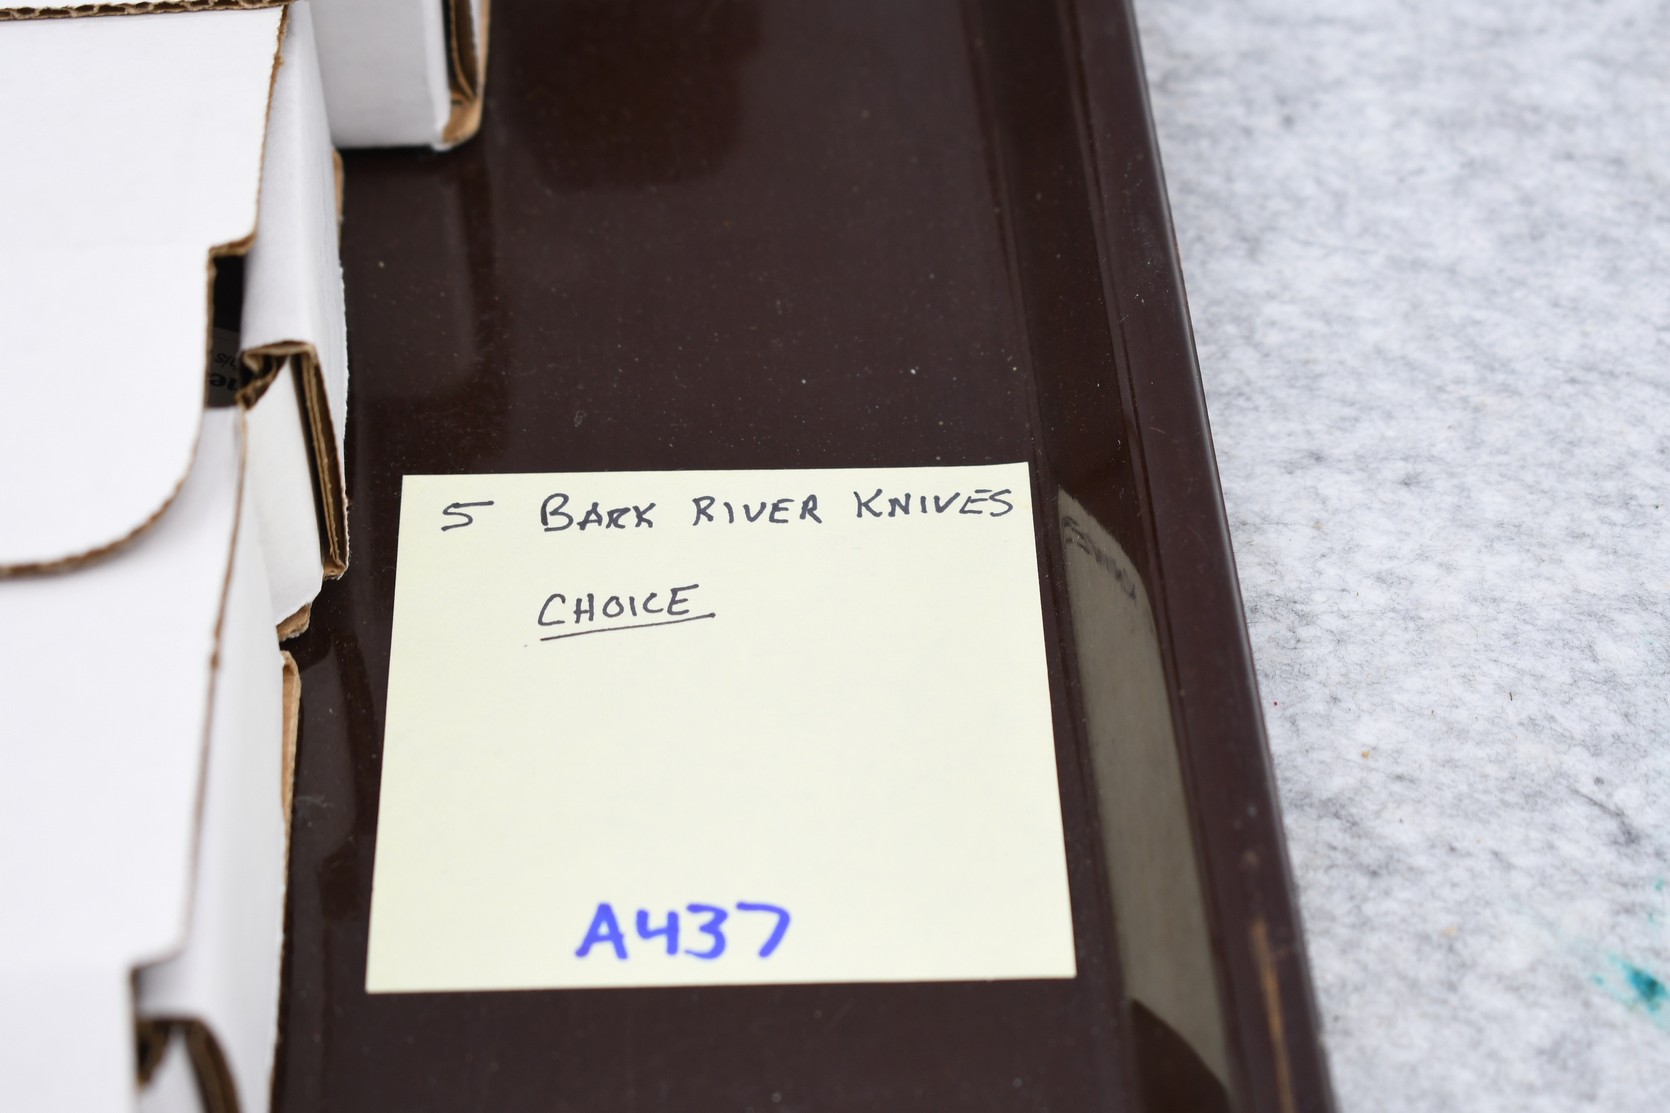 5 BARK RIVER KNIVES
CHOICE
A437